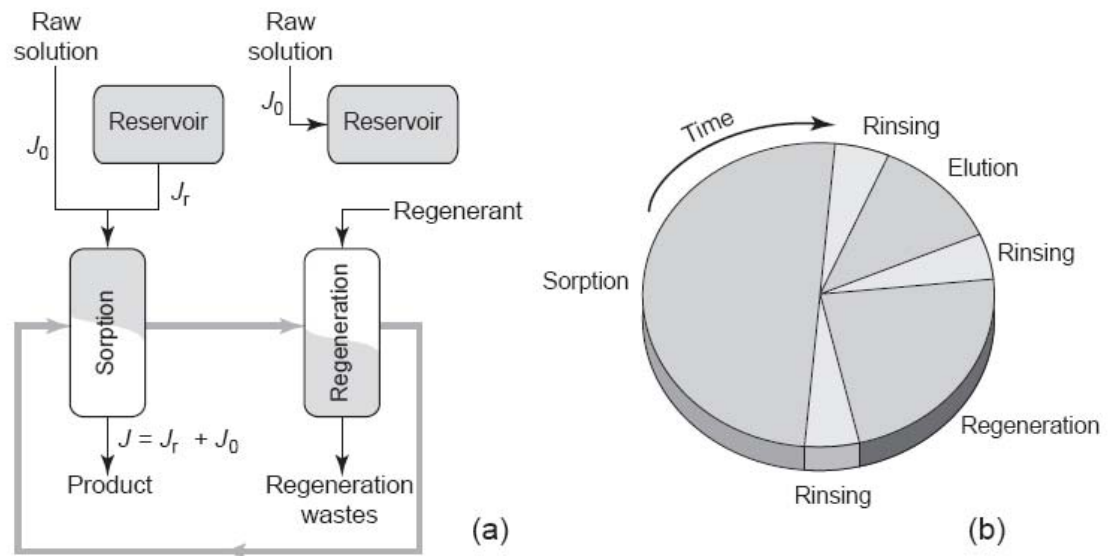 Raw
solution
J0
Reservoir
Jr
Sorption
J = Jr + J0
Product
Raw
solution
J0
Reservoir
Regenerant
Regeneration
Regeneration
wastes
(a)
Time
Rinsing
Elution
Rinsing
Sorption
Regeneration
Rinsing
(b)